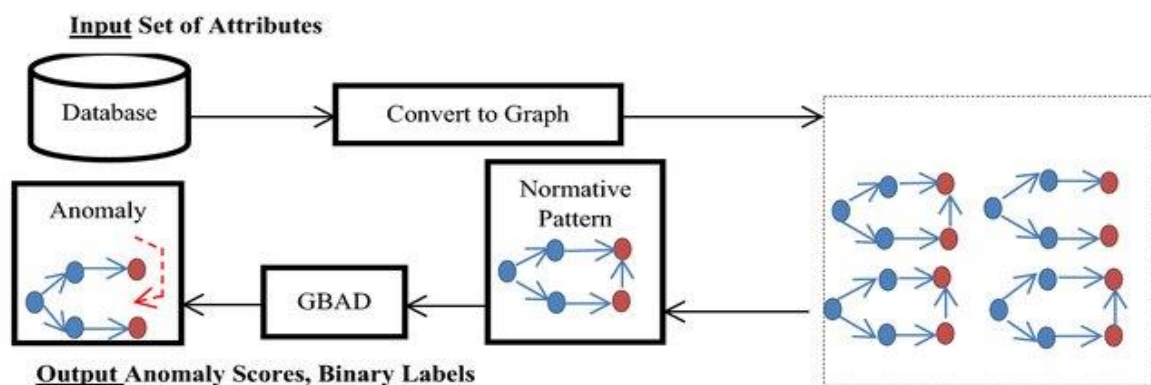 Input Set of Attributes
Database
Convert to Graph
Anomaly
Normative
Pattern
GBAD
Output Anomaly Scores, Binary Labels